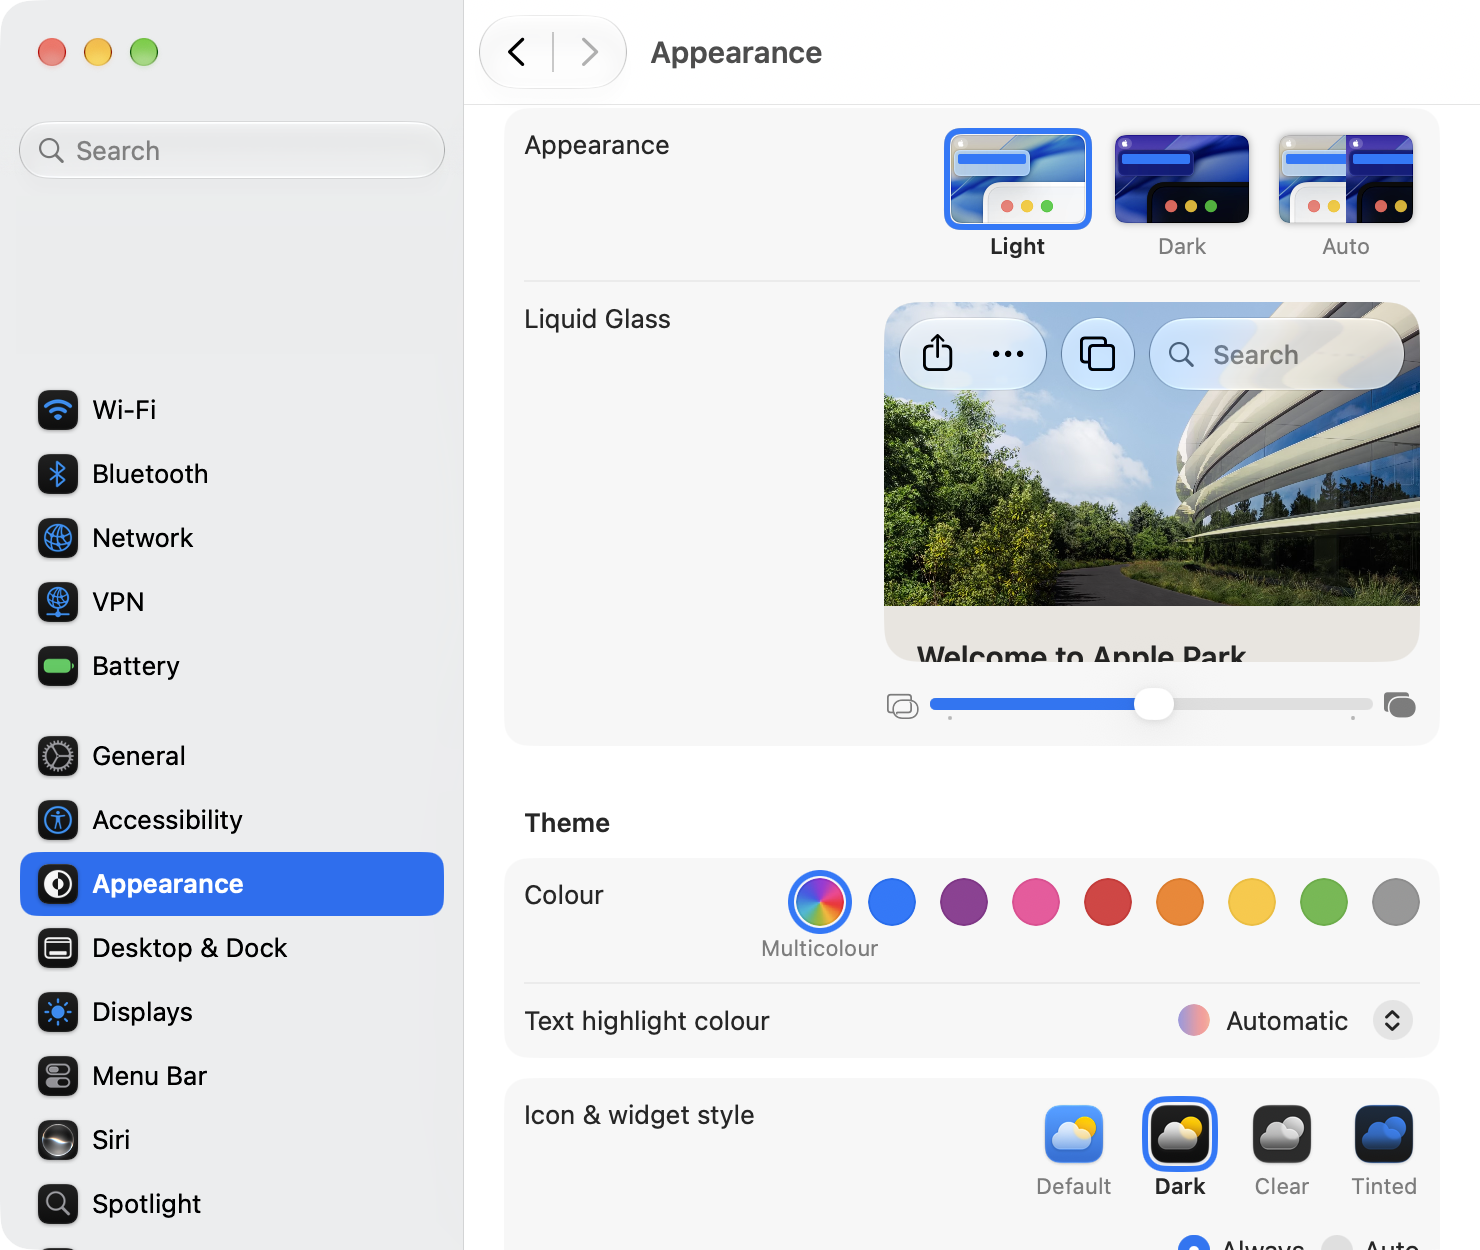 Appearance
Search
Wi-Fi
Bluetooth
Network
VPN
Battery
General
Accessibility
Appearance
Desktop & Dock
Displays
Menu Bar
Siri
Spotlight
Appearance
Light
Dark
Auto
Liquid Glass
Search
Welcome to Apple Park
Theme
Colour
Multicolour
Text highlight colour
Automatic
Icon & widget style
Default
Dark
Clear
Tinted
Always
Auto